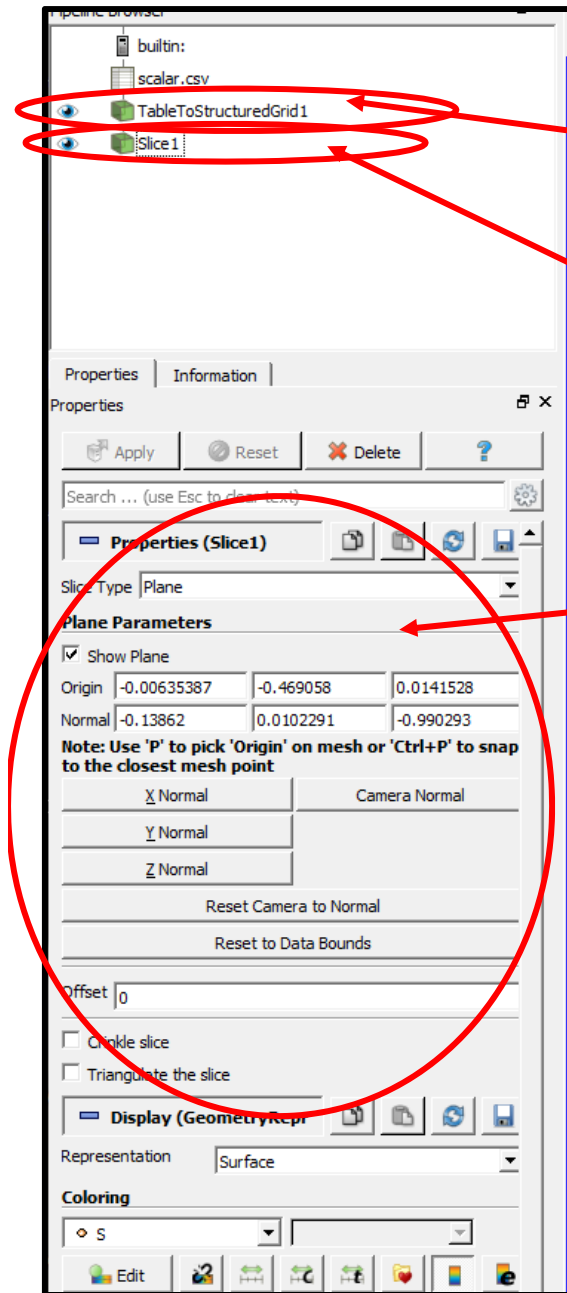 Pipeline Browser
builtin:
scalar.csv
TableToStructuredGrid1
Slice1
Properties Information
Properties
Apply Reset Delete ?
Search ... (use Esc to clear text)
Properties (Slice1)
Slice Type Plane
Plane Parameters
Show Plane
Origin -0.00635387 -0.469058 0.0141528
Normal -0.13862 0.0102291 -0.990293
Note: Use 'P' to pick 'Origin' on mesh or 'Ctrl+P' to snap
to the closest mesh point
X Normal Camera Normal
Y Normal
Z Normal
Reset Camera to Normal
Reset to Data Bounds
Offset 0
Crinkle slice
Triangulate the slice
Display (GeometryRepr
Representation Surface
Coloring
S
Edit c t e